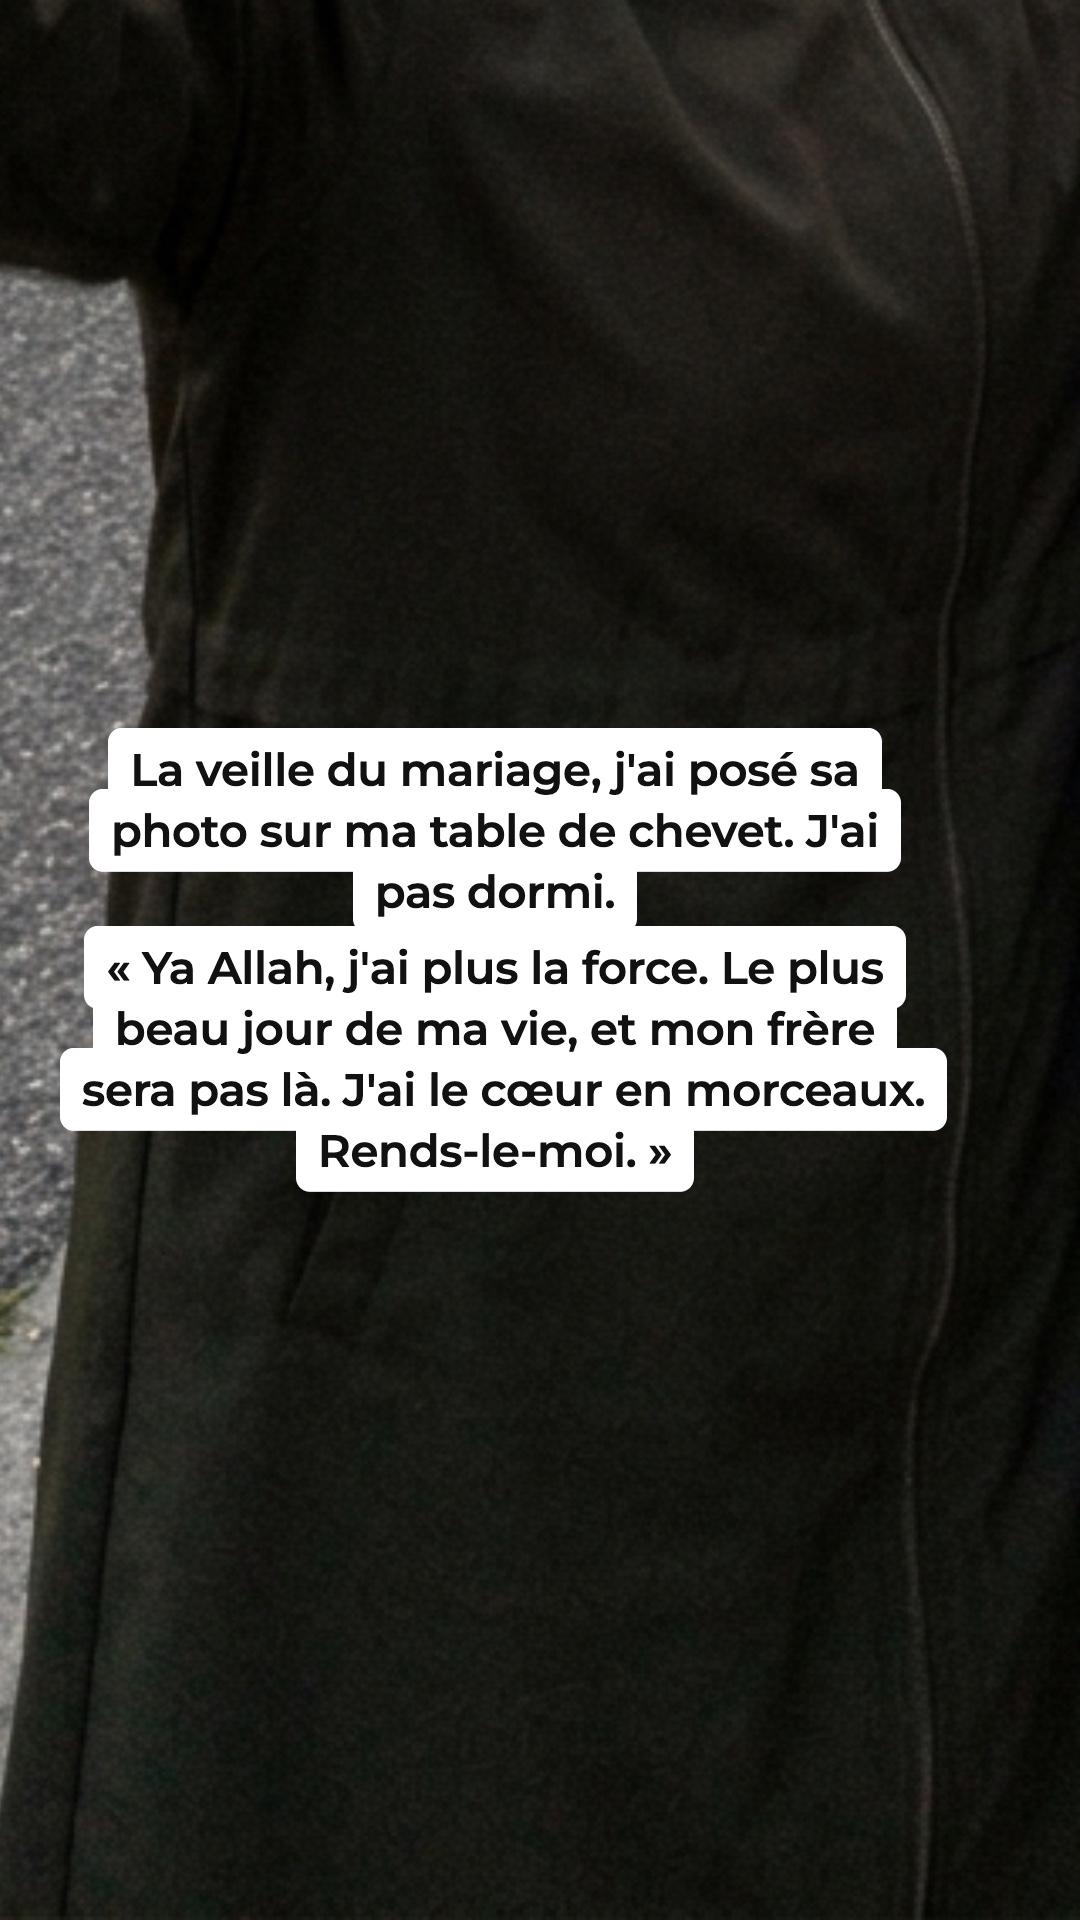 La veille du mariage, j'ai posé sa
photo sur ma table de chevet. J'ai
pas dormi.
« Ya Allah, j'ai plus la force. Le plus
beau jour de ma vie, et mon frère
sera pas là. J'ai le cœur en morceaux.
Rends-le-moi. »